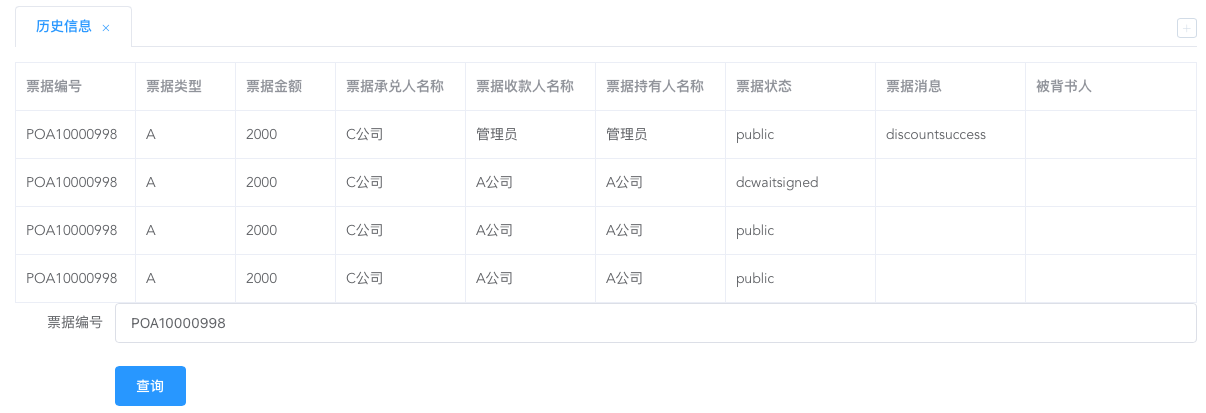 历史信息 ×
票据编号 票据类型 票据金额 票据承兑人名称 票据收款人名称 票据持有人名称 票据状态 票据消息 被背书人
POA10000998 A 2000 C公司 管理员 管理员 public discountsuccess
POA10000998 A 2000 C公司 A公司 A公司 dcwaitsigned
POA10000998 A 2000 C公司 A公司 A公司 public
POA10000998 A 2000 C公司 A公司 A公司 public
票据编号 POA10000998
查询